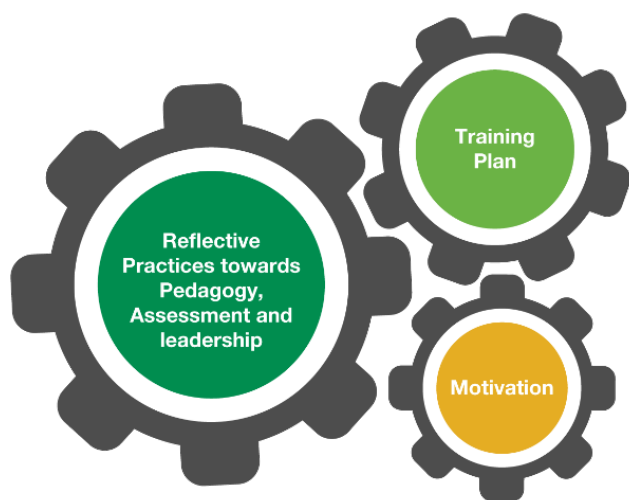 Reflective
Practices towards
Pedagogy,
Assessment and
leadership
Training
Plan
Motivation